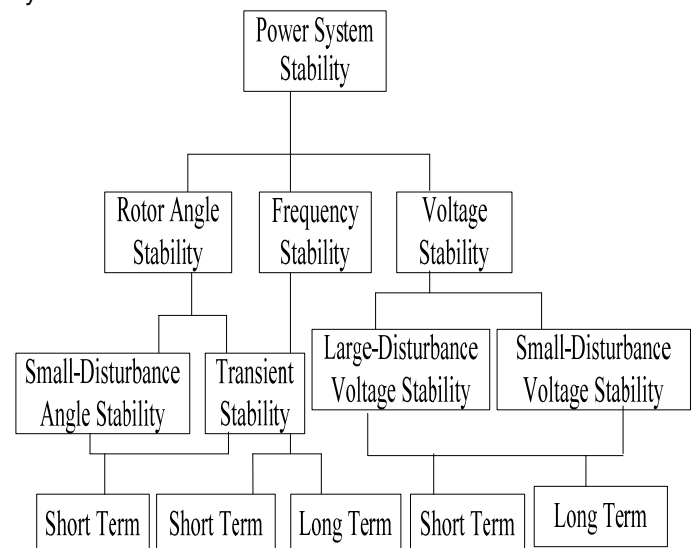 Power System
Stability
Rotor Angle
Stability
Frequency
Stability
Voltage
Stability
Small-Disturbance
Angle Stability
Transient
Stability
Large-Disturbance
Voltage Stability
Small-Disturbance
Voltage Stability
Short Term
Short Term
Long Term
Short Term
Long Term